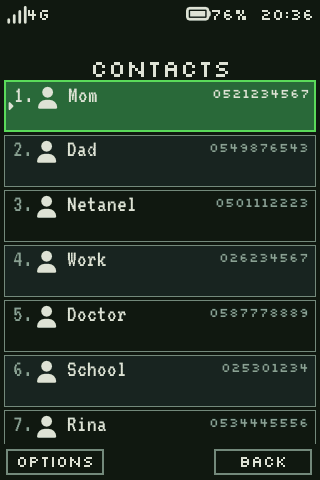 4G 76% 20:36
CONTACTS
1. Mom 0521234567
2. Dad 0549876543
3. Netanel 0501112223
4. Work 026234567
5. Doctor 0587778889
6. School 025301234
7. Rina 0534445556
OPTIONS BACK